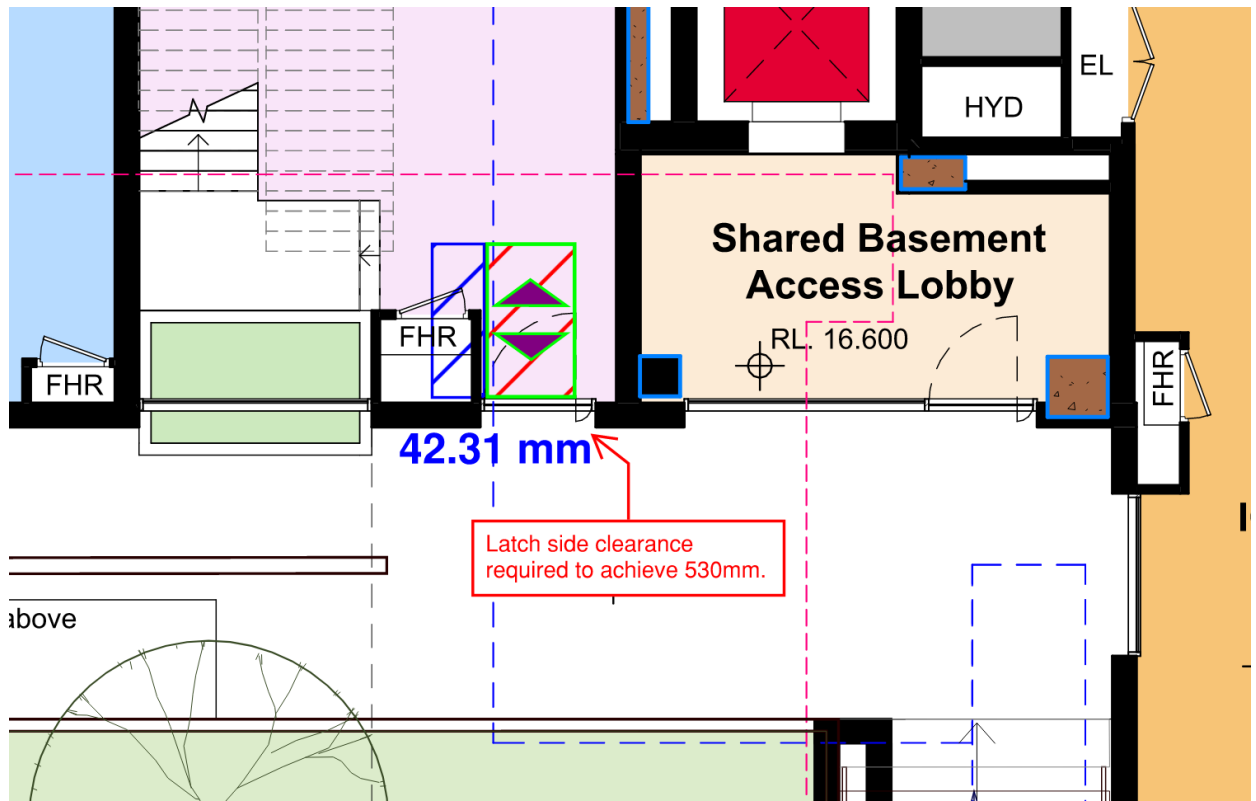 EL
HYD
Shared Basement
Access Lobby
RL. 16.600
FHR
FHR
FHR
42.31 mm
Latch side clearance
required to achieve 530mm.
above